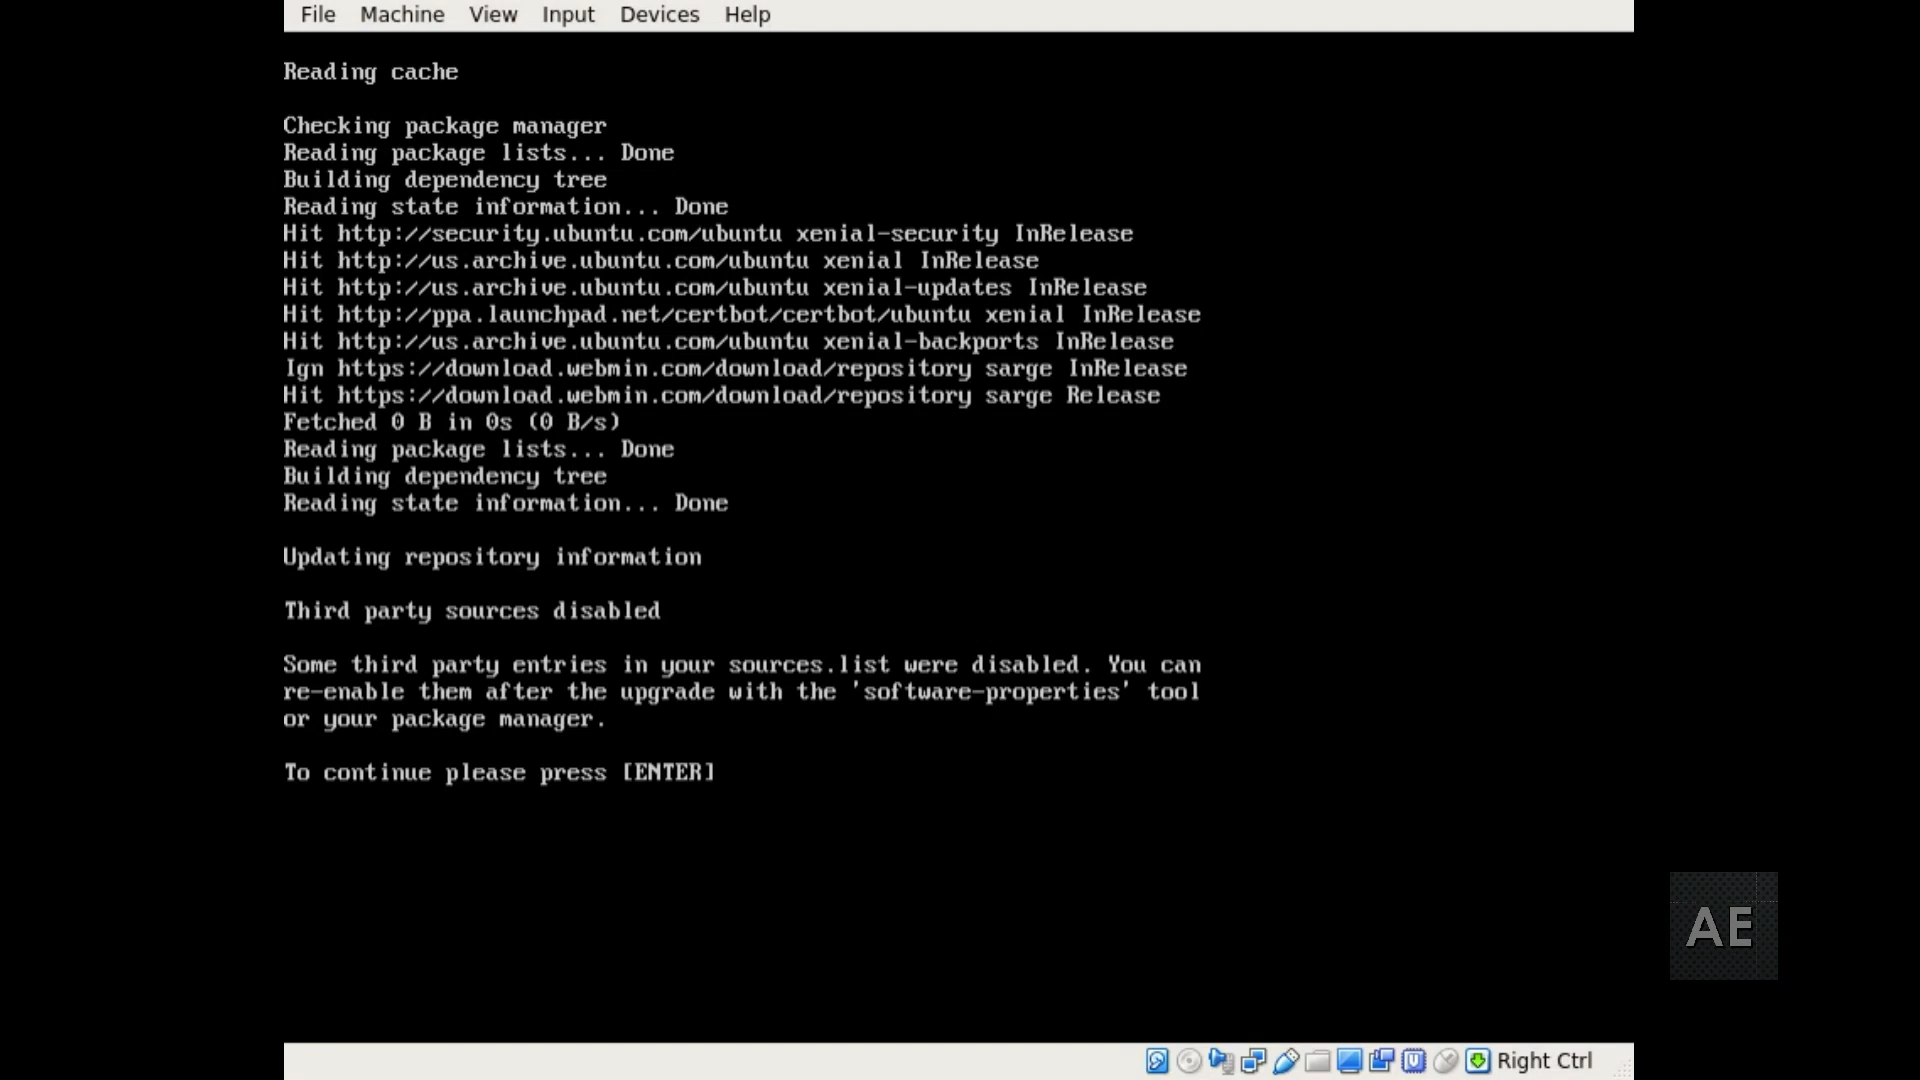 File Machine View Input Devices Help
Reading cache
Checking package manager
Reading package lists... Done
Building dependency tree
Reading state information... Done
Hit http://security.ubuntu.com/ubuntu xenial-security InRelease
Hit http://us.archive.ubuntu.com/ubuntu xenial InRelease
Hit http://us.archive.ubuntu.com/ubuntu xenial-updates InRelease
Hit http://ppa.launchpad.net/certbot/certbot/ubuntu xenial InRelease
Hit http://us.archive.ubuntu.com/ubuntu xenial-backports InRelease
Ign https://download.webmin.com/download/repository sarge InRelease
Hit https://download.webmin.com/download/repository sarge Release
Fetched 0 B in 0s (0 B/s)
Reading package lists... Done
Building dependency tree
Reading state information... Done
Updating repository information
Third party sources disabled
Some third party entries in your sources.list were disabled. You can
re-enable them after the upgrade with the 'software-properties' tool
or your package manager.
To continue please press [ENTER]
AE
Right Ctrl